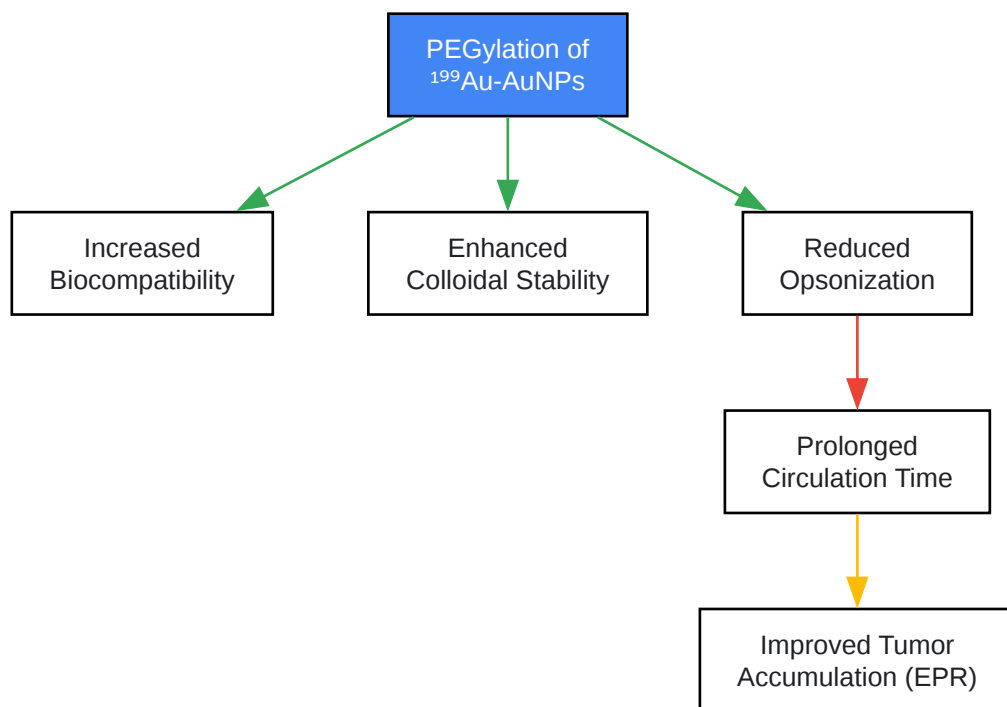 PEGylation of
¹⁹⁹Au-AuNPs
Increased
Biocompatibility
Enhanced
Colloidal Stability
Reduced
Opsonization
Prolonged
Circulation Time
Improved Tumor
Accumulation (EPR)